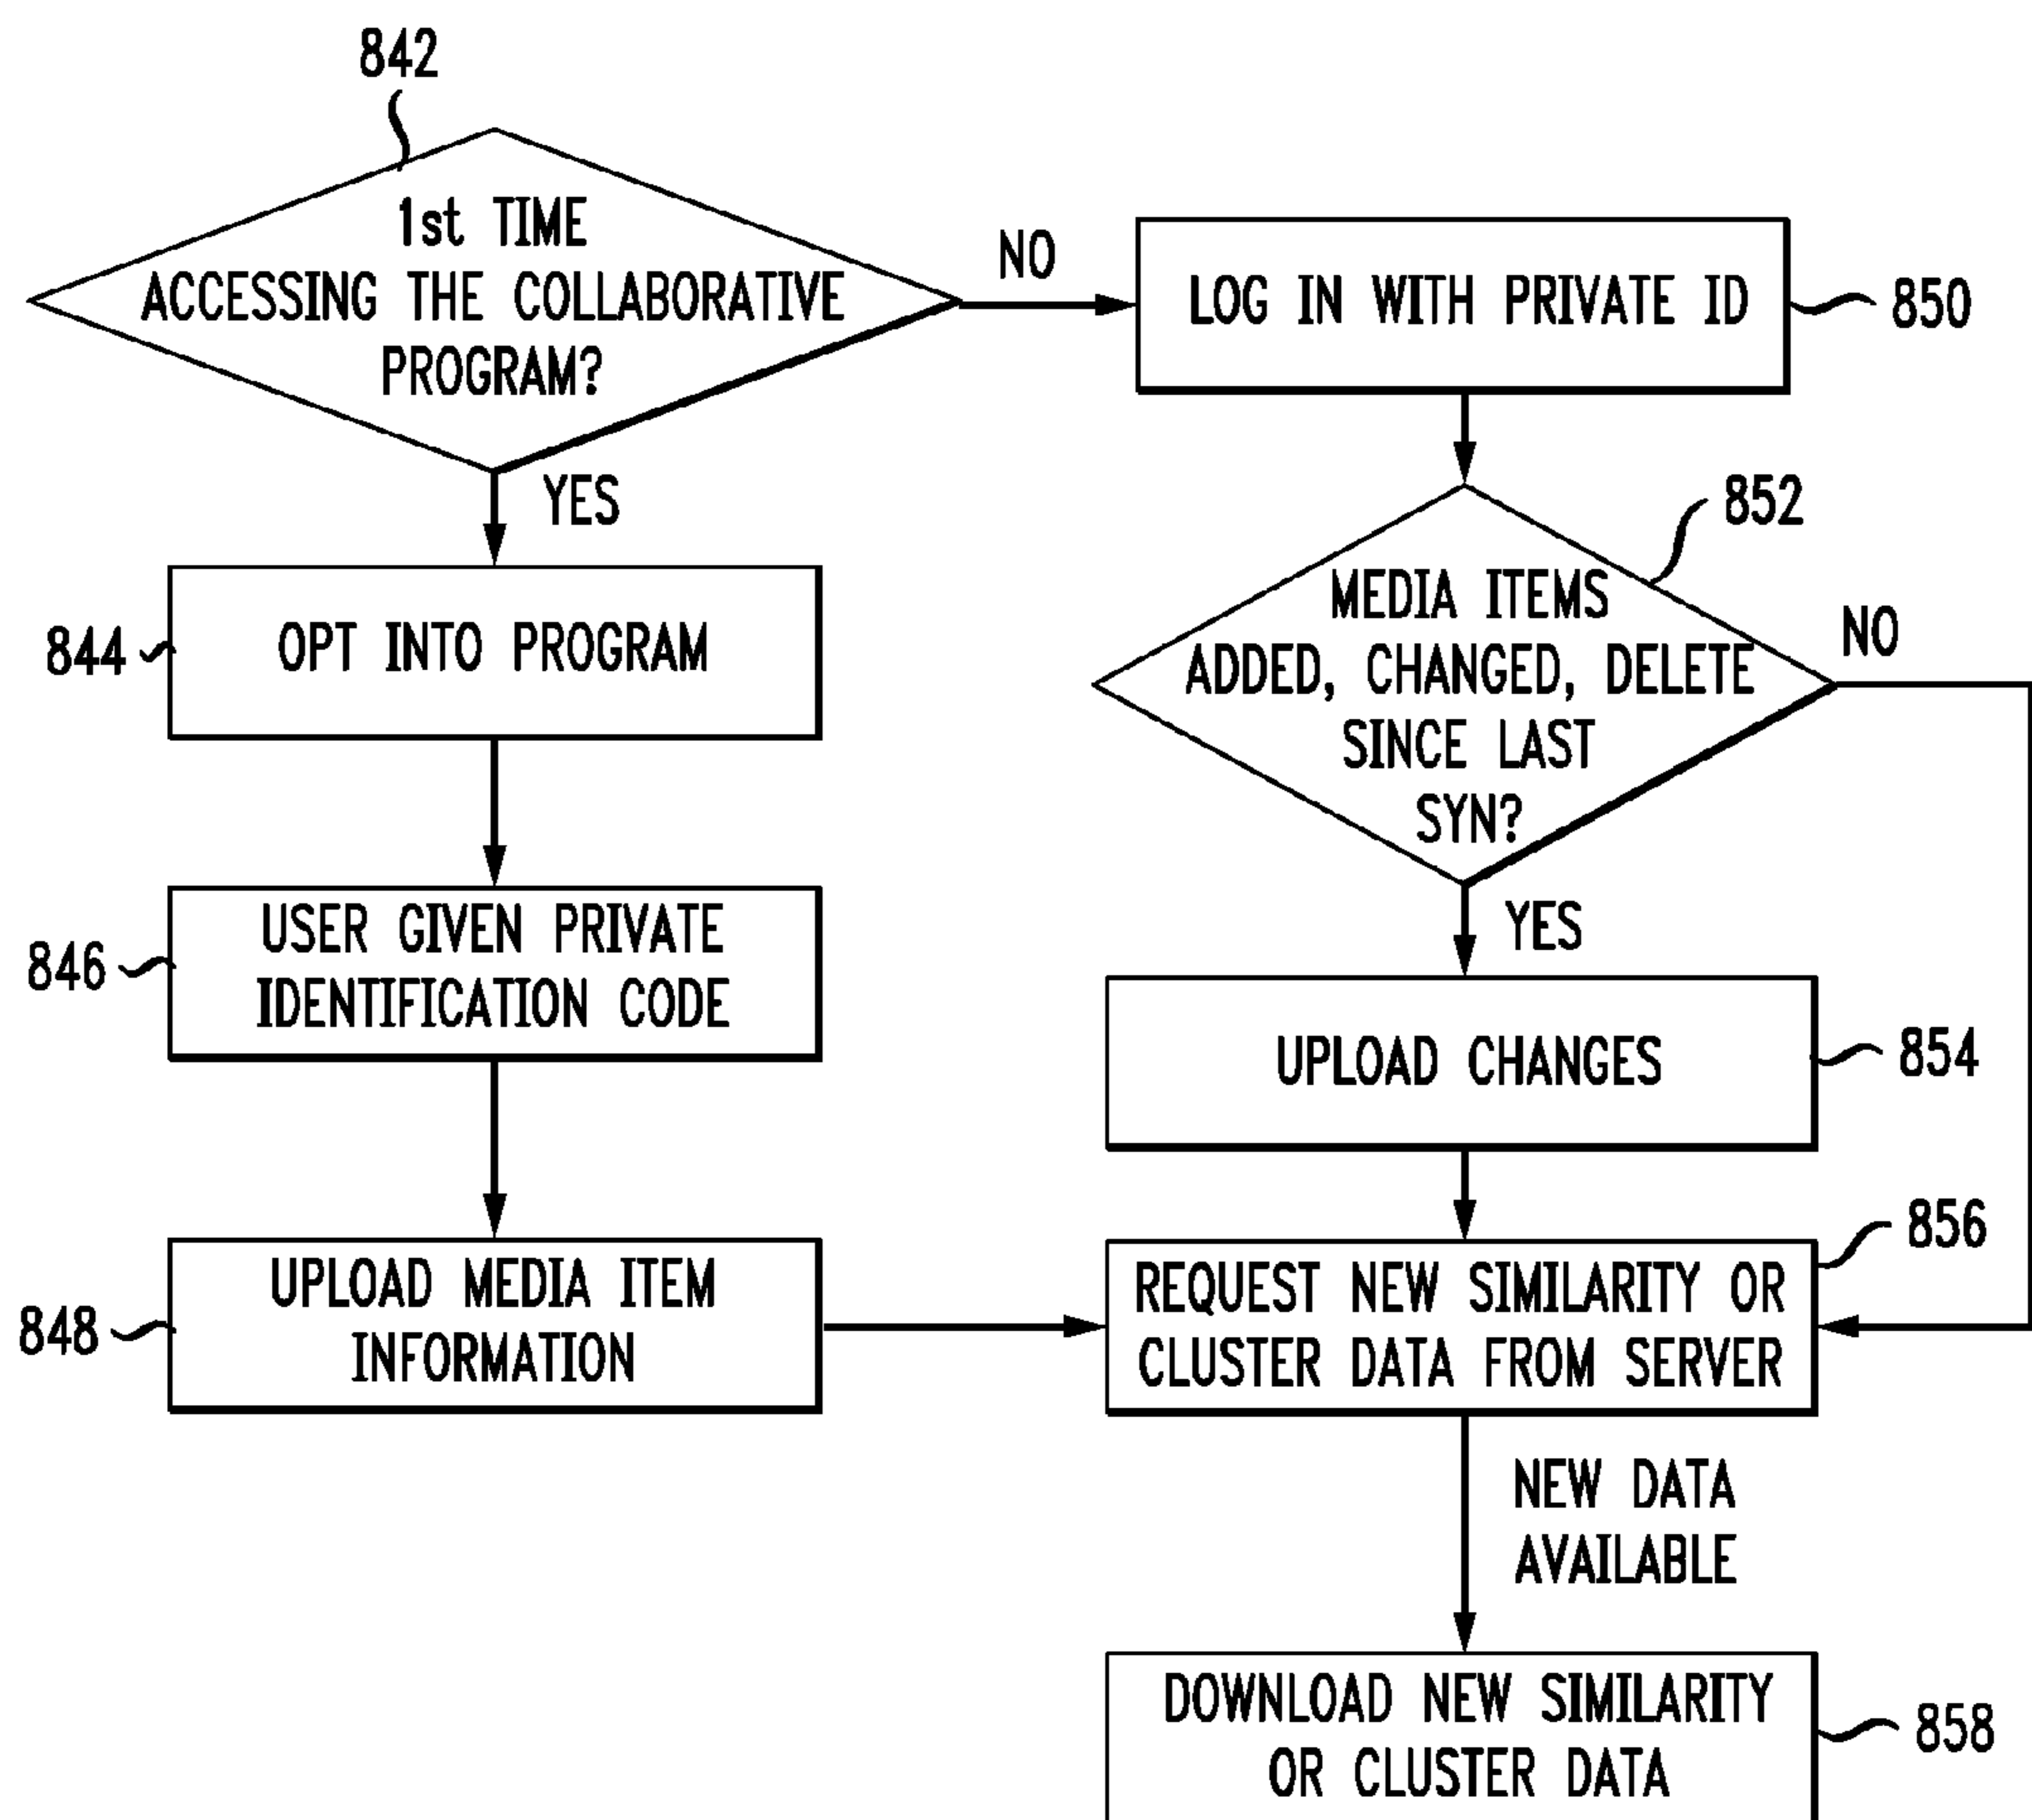 842
1st TIME
ACCESSING THE COLLABORATIVE
PROGRAM?
NO
YES
LOG IN WITH PRIVATE ID
850
844
OPT INTO PROGRAM
852
MEDIA ITEMS
ADDED, CHANGED, DELETE
SINCE LAST
SYN?
NO
YES
846
USER GIVEN PRIVATE
IDENTIFICATION CODE
UPLOAD CHANGES
854
848
UPLOAD MEDIA ITEM
INFORMATION
856
REQUEST NEW SIMILARITY OR
CLUSTER DATA FROM SERVER
NEW DATA
AVAILABLE
DOWNLOAD NEW SIMILARITY
OR CLUSTER DATA
858